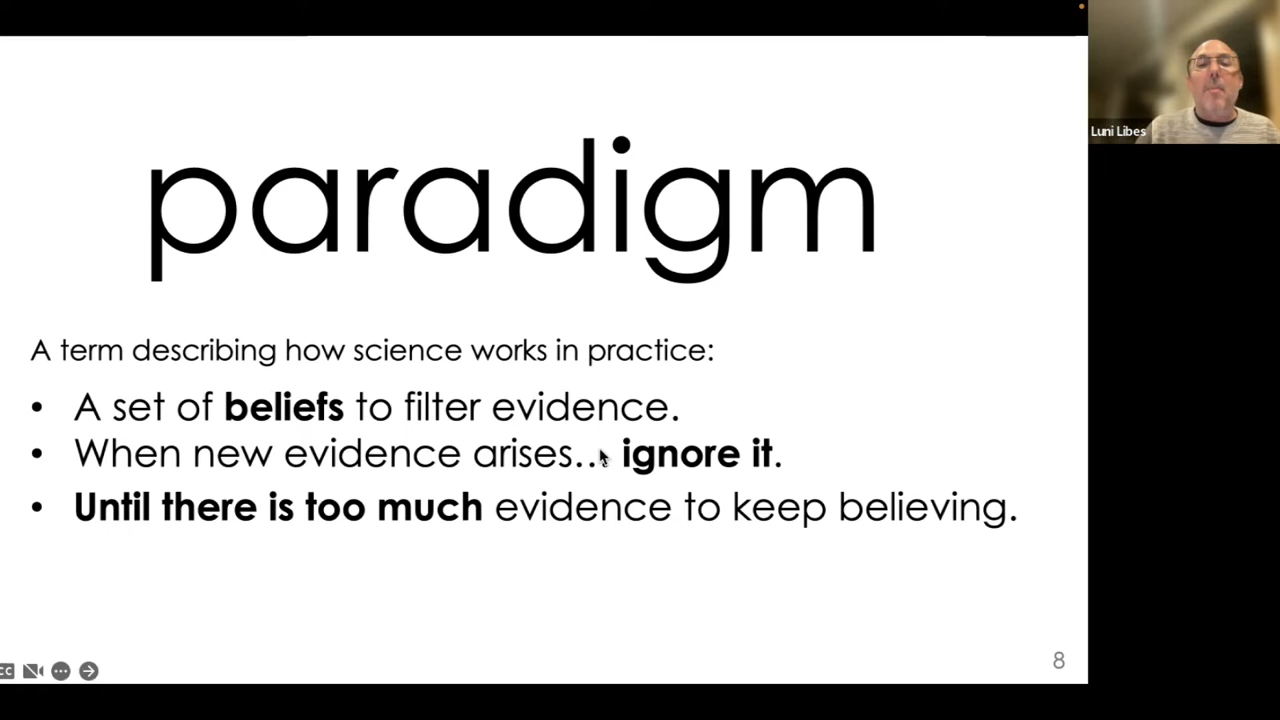 Luni Libes
paradigm
A term describing how science works in practice:
• A set of beliefs to filter evidence.
• When new evidence arises... ignore it.
• Until there is too much evidence to keep believing.
CC
8